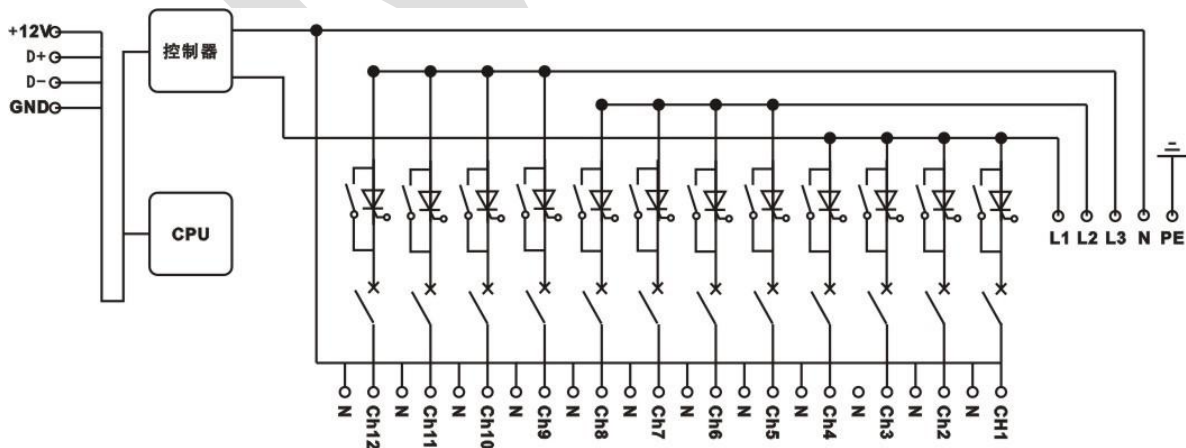 +12V
D+
D-
GND
控制器
CPU
L1 L2 L3 N PE
N Ch12 N Ch11 N Ch10 N Ch9 N Ch8 N Ch7 N Ch6 N Ch5 N Ch4 N Ch3 N Ch2 N CH1